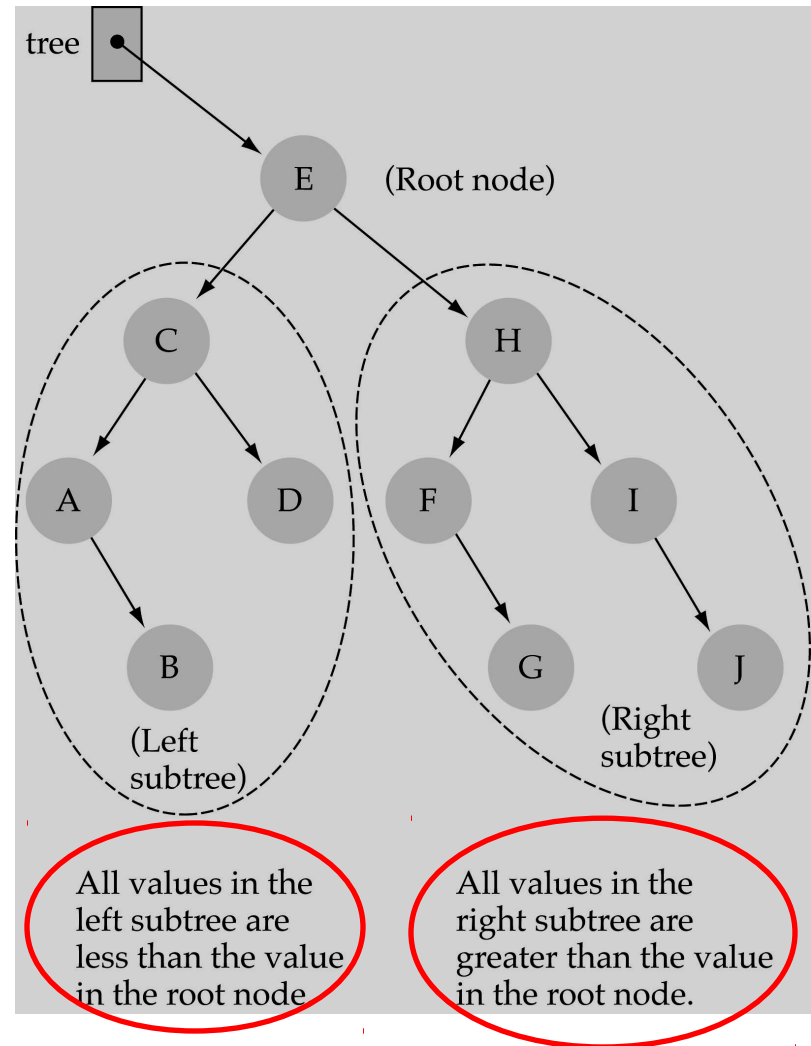 tree
E
(Root node)
C
H
A
D
F
I
B
G
J
(Left
subtree)
(Right
subtree)
All values in the
left subtree are
less than the value
in the root node
All values in the
right subtree are
greater than the value
in the root node.